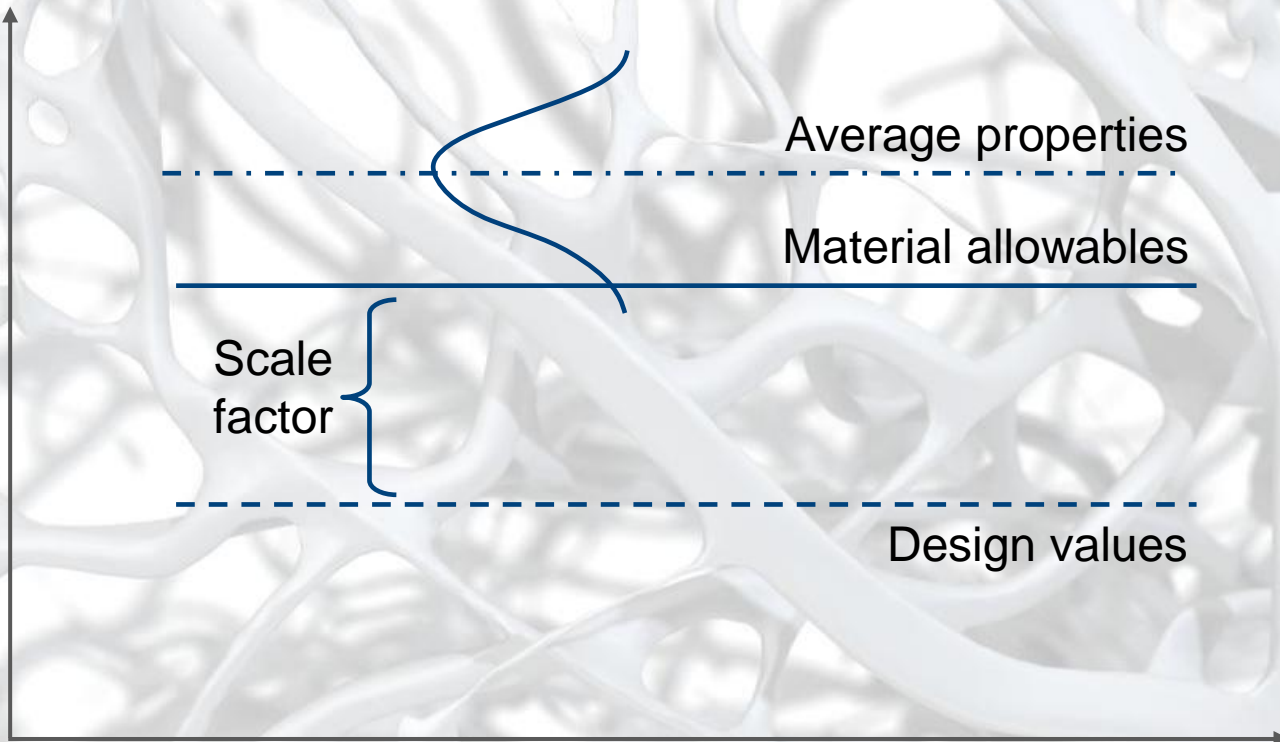 Average properties
Material allowables
Scale
factor
Design values